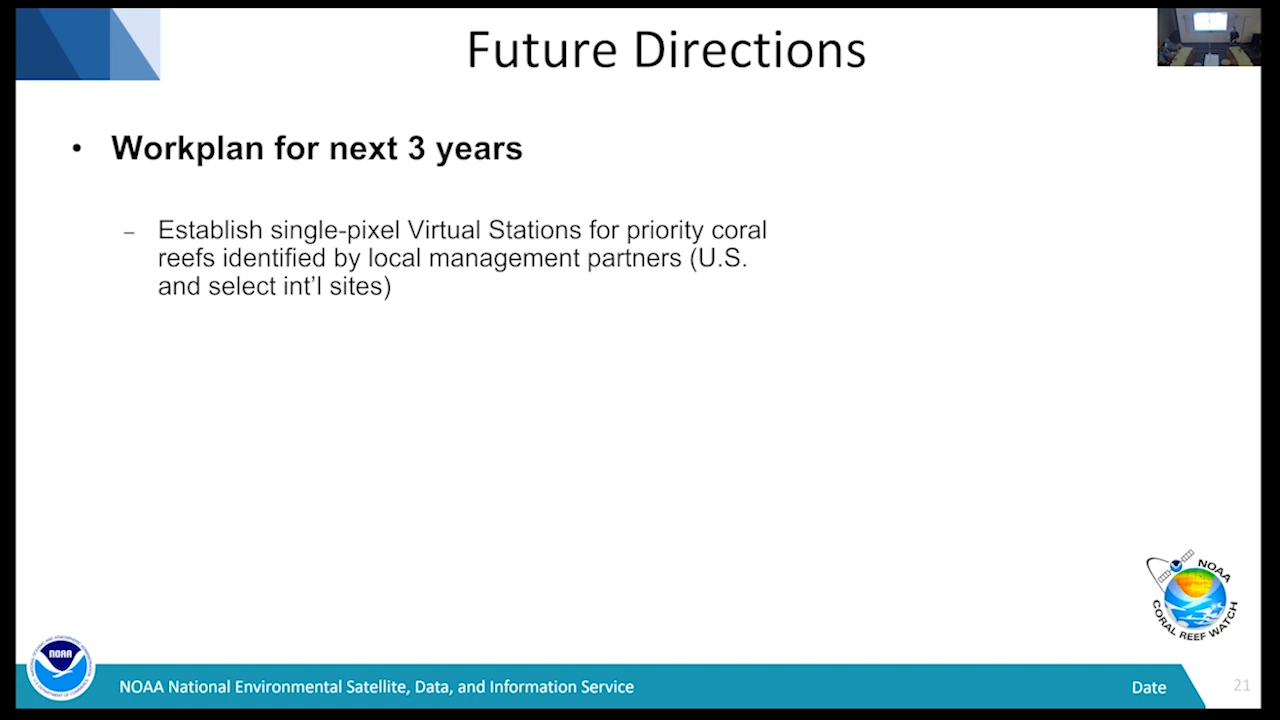 Future Directions
• Workplan for next 3 years
– Establish single-pixel Virtual Stations for priority coral
reefs identified by local management partners (U.S.
and select int'l sites)
NOAA
CORAL REEF WATCH
NOAA
NOAA National Environmental Satellite, Data, and Information Service
Date
21